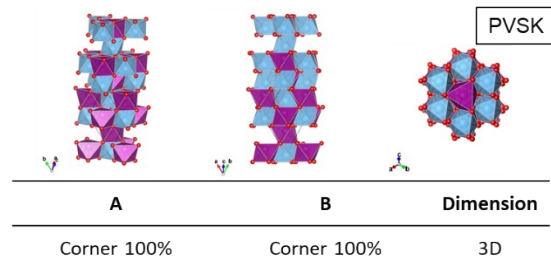 PVSK
b a
a c b
c
a b
A B Dimension
Corner 100% Corner 100% 3D